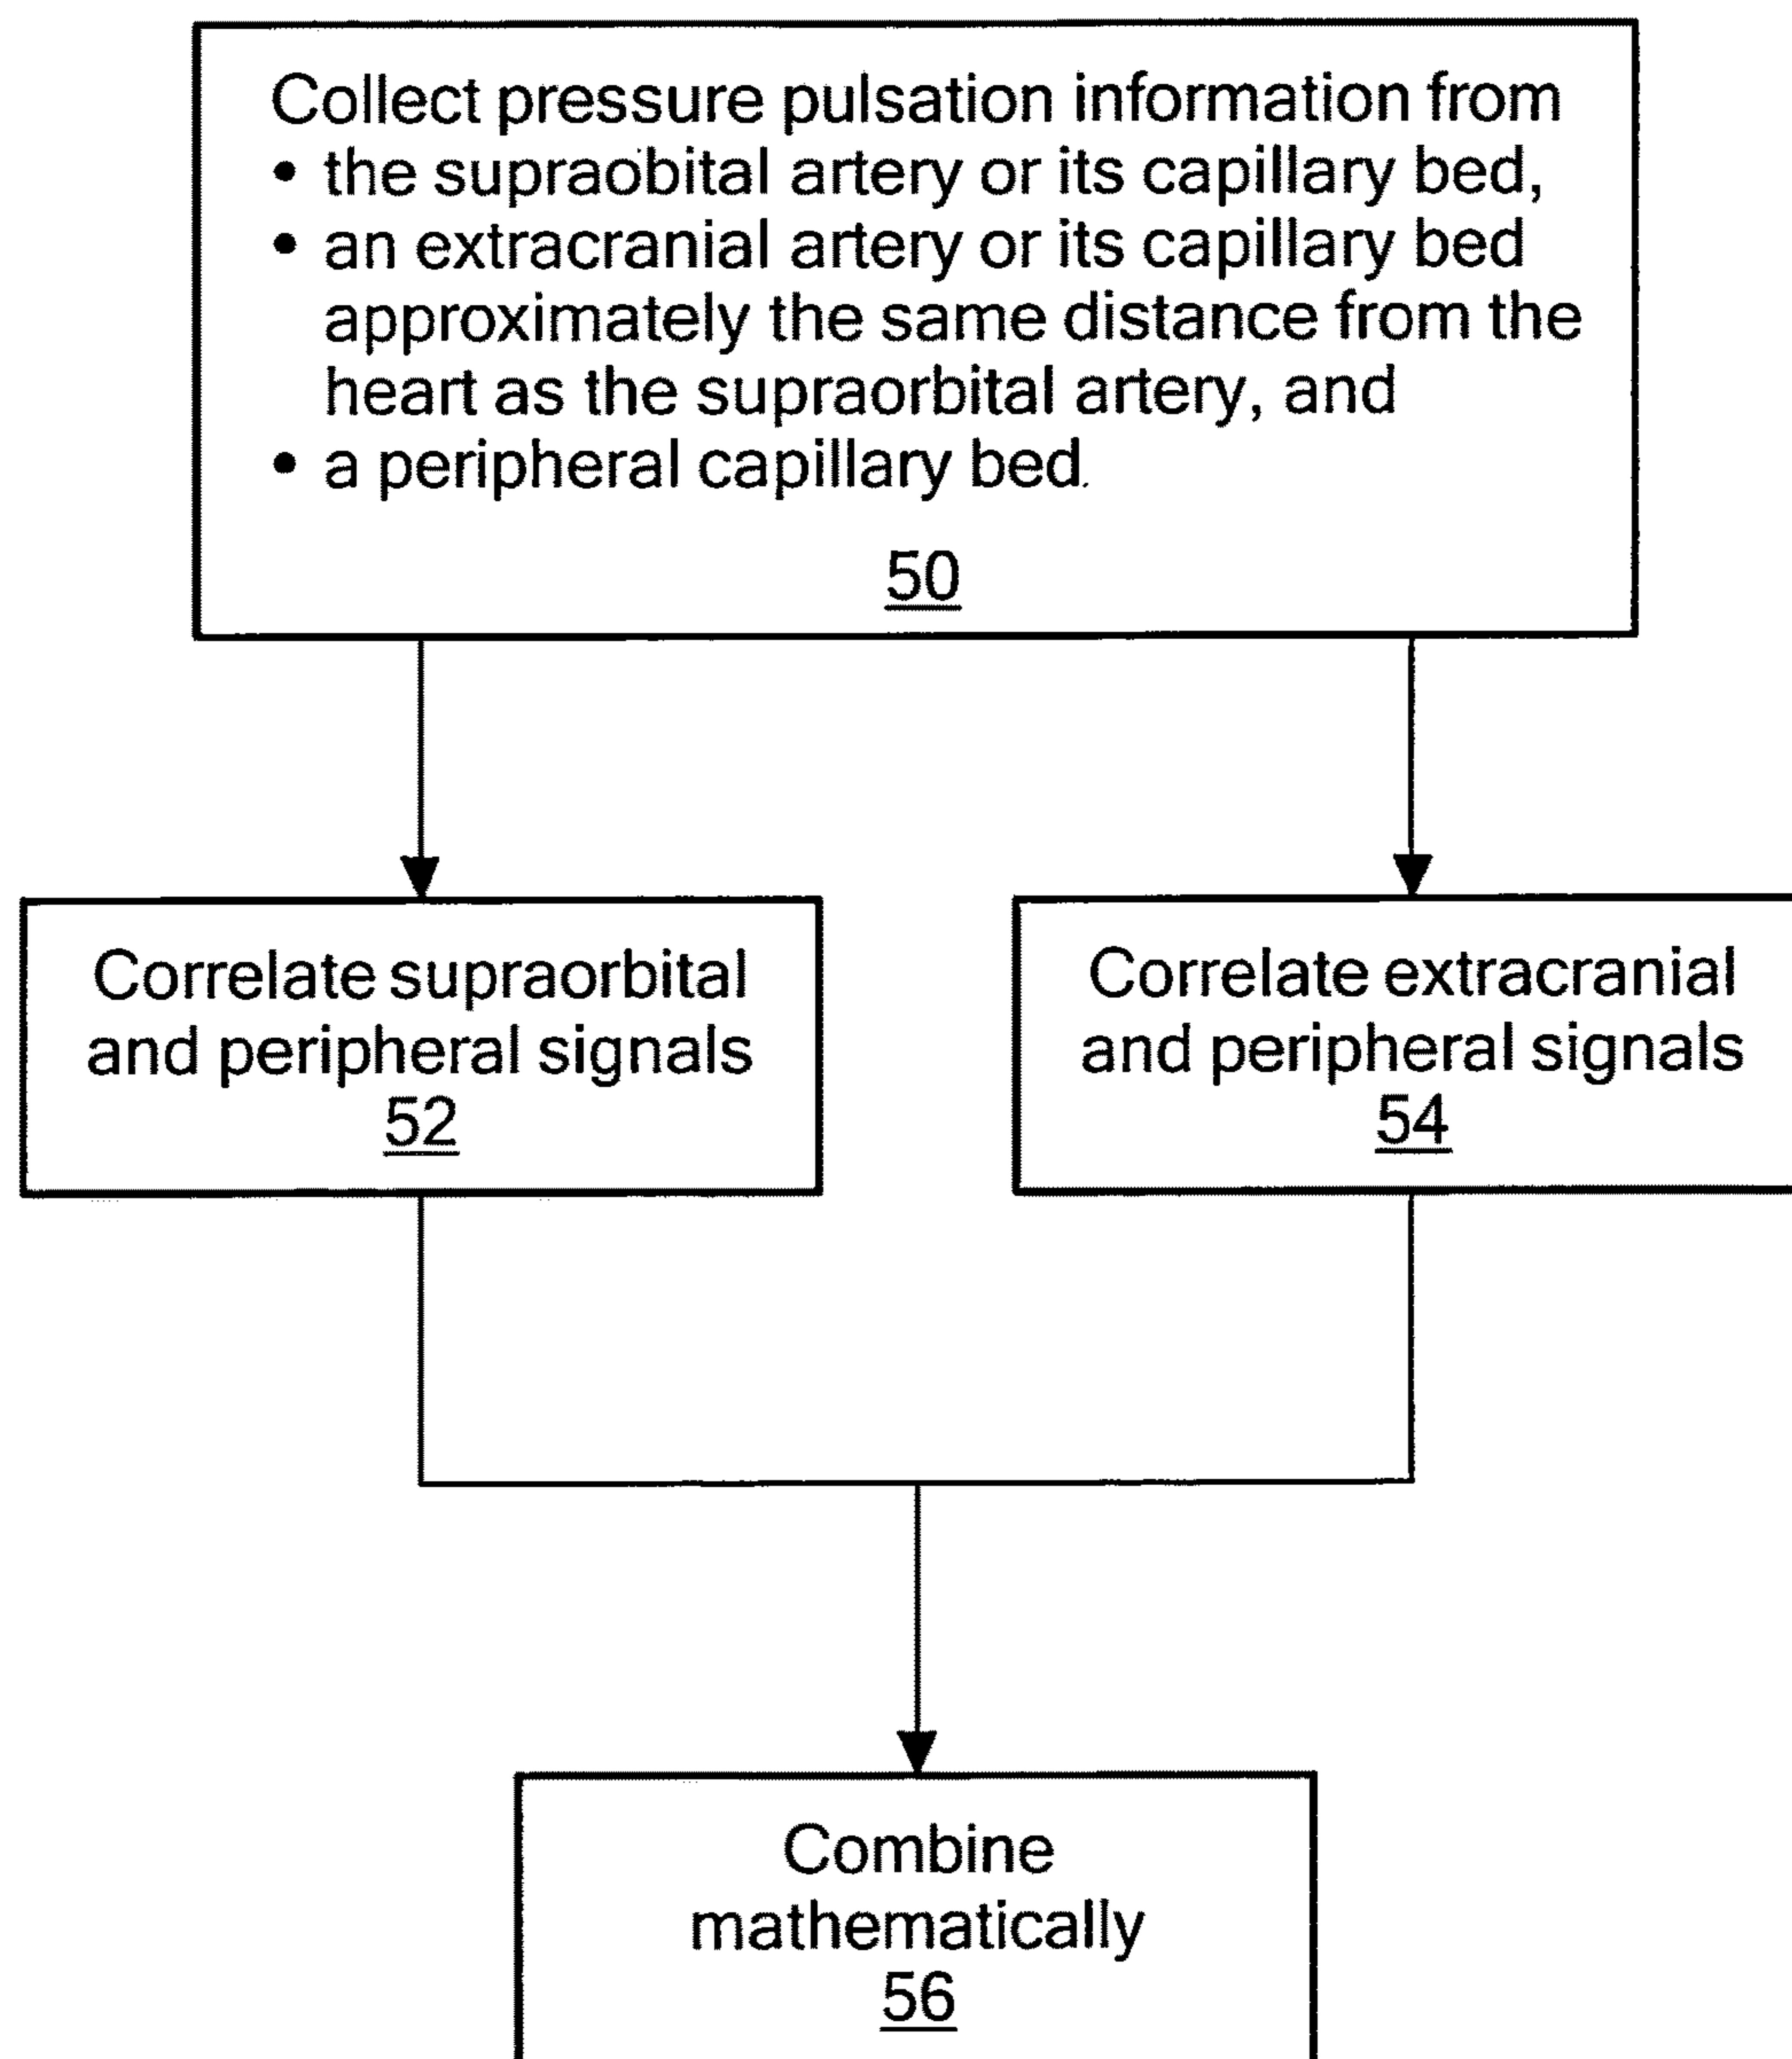 Collect pressure pulsation information from
• the supraobital artery or its capillary bed,
• an extracranial artery or its capillary bed
approximately the same distance from the
heart as the supraorbital artery, and
• a peripheral capillary bed.
50
Correlate supraorbital
and peripheral signals
52
Correlate extracranial
and peripheral signals
54
Combine
mathematically
56